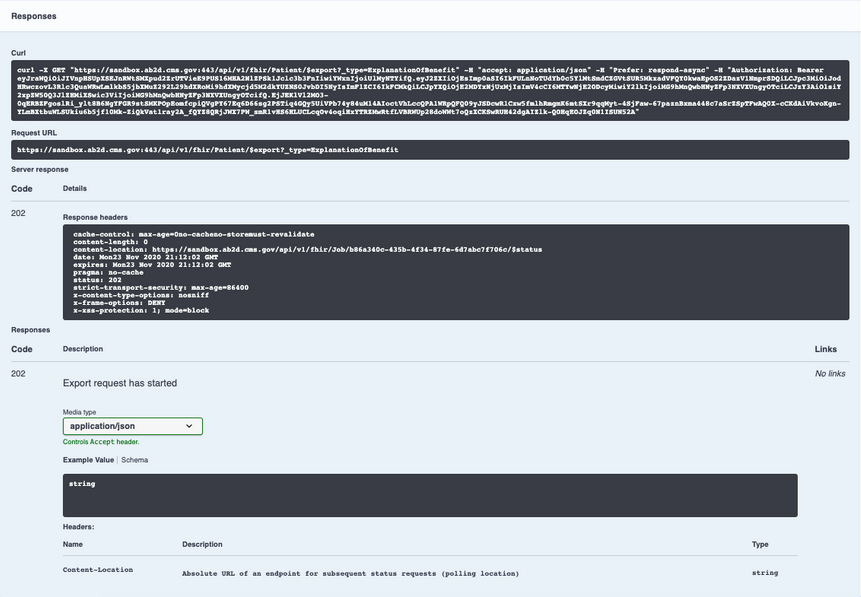 Responses
Curl
curl -X GET "https://sandbox.ab2d.cms.gov:443/api/v1/fhir/Patient/$export?_type=ExplanationOfBenefit" -H "accept: application/json" -H "Prefer: respond-async" -H "Authorization: Bearer
Request URL
https://sandbox.ab2d.cms.gov:443/api/v1/fhir/Patient/$export?_type=ExplanationOfBenefit
Server response
Code Details
202
Response headers
cache-control: max-age=0no-cacheno-storemust-revalidate
content-length: 0
content-location: https://sandbox.ab2d.cms.gov/api/v1/fhir/Job/b86a340c-435b-4f34-87fe-6d7abc7f706c/$status
date: Mon23 Nov 2020 21:12:02 GMT
expires: Mon23 Nov 2020 21:12:02 GMT
pragma: no-cache
status: 202
strict-transport-security: max-age=86400
x-content-type-options: nosniff
x-frame-options: DENY
x-xss-protection: 1; mode=block
Responses
Code Description Links
202 No links
Export request has started
Media type
application/json
Controls Accept header.
Example Value | Schema
string
Headers:
Name Description Type
Content-Location Absolute URL of an endpoint for subsequent status requests (polling location) string